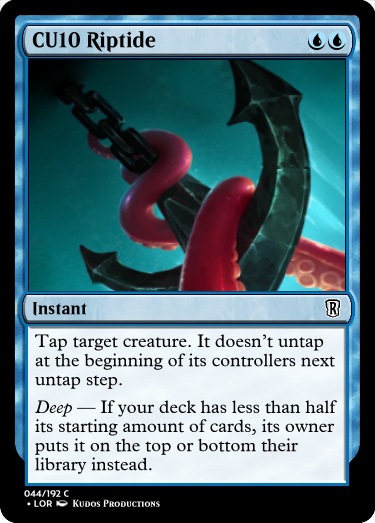 CU10 Riptide
Instant
R
Tap target creature. It doesn't untap
at the beginning of its controllers next
untap step.
Deep — If your deck has less than half
its starting amount of cards, its owner
puts it on the top or bottom their
library instead.
044/192 C
• LOR Kudos Productions